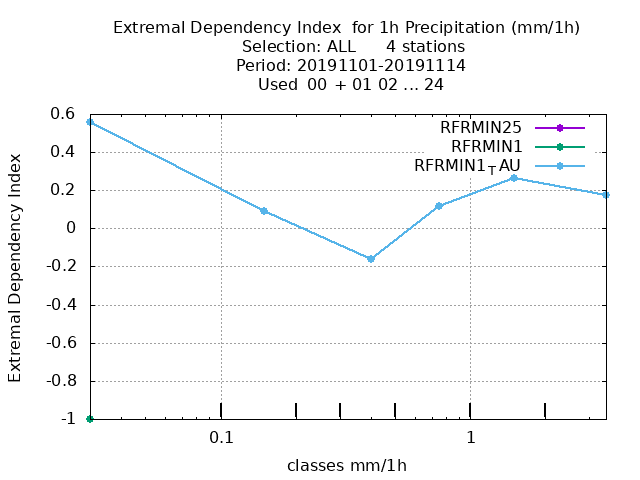 Extremal Dependency Index  for 1h Precipitation (mm/1h)
Selection: ALL      4 stations
Period: 20191101-20191114
Used  00  + 01 02 ... 24
RFRMIN25
RFRMIN1
RFRMIN1TAU
Extremal Dependency Index
0.6
0.4
0.2
0
-0.2
-0.4
-0.6
-0.8
-1
0.1
1
classes mm/1h